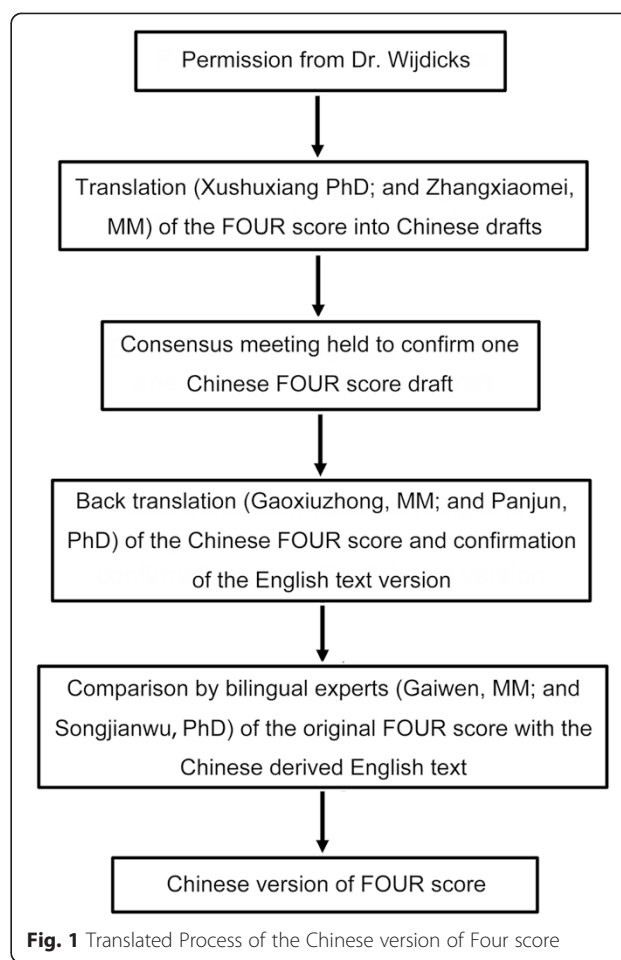 Permission from Dr. Wijdicks
Translation (Xushuxiang PhD; and Zhangxiaomei,
MM) of the FOUR score into Chinese drafts
Consensus meeting held to confirm one
Chinese FOUR score draft
Back translation (Gaoxiuzhong, MM; and Panjun,
PhD) of the Chinese FOUR score and confirmation
of the English text version
Comparison by bilingual experts (Gaiwen, MM; and
Songjianwu, PhD) of the original FOUR score with the
Chinese derived English text
Chinese version of FOUR score
Fig. 1 Translated Process of the Chinese version of Four score